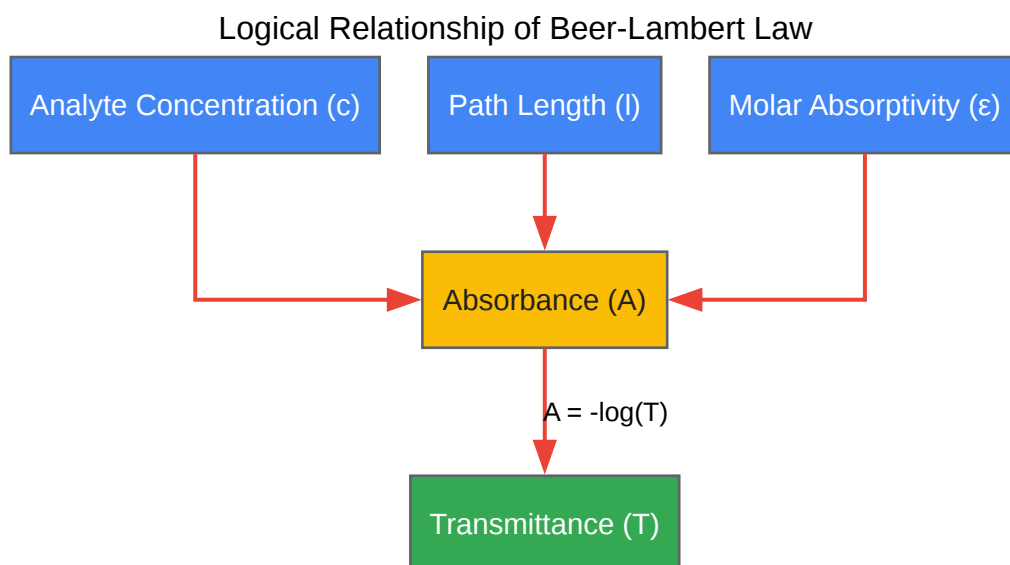 Logical Relationship of Beer-Lambert Law
Analyte Concentration (c)
Path Length (l)
Molar Absorptivity (ε)
Absorbance (A)
A = -log(T)
Transmittance (T)